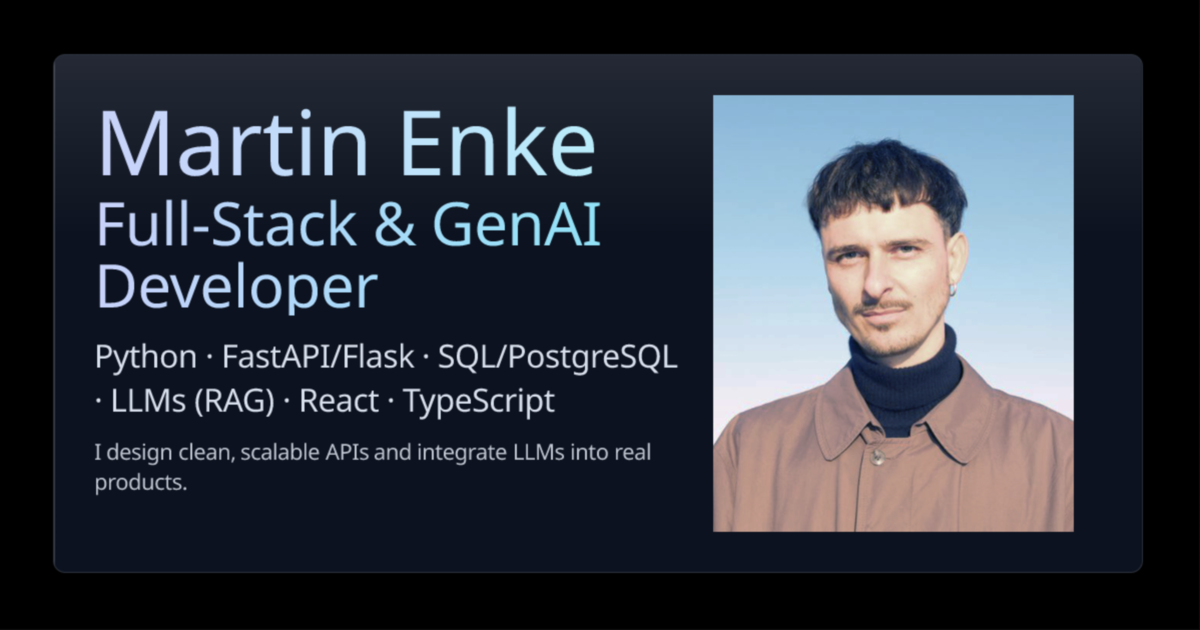 Martin Enke
Full-Stack & GenAI
Developer
Python · FastAPI/Flask · SQL/PostgreSQL
· LLMs (RAG) · React · TypeScript
I design clean, scalable APIs and integrate LLMs into real
products.